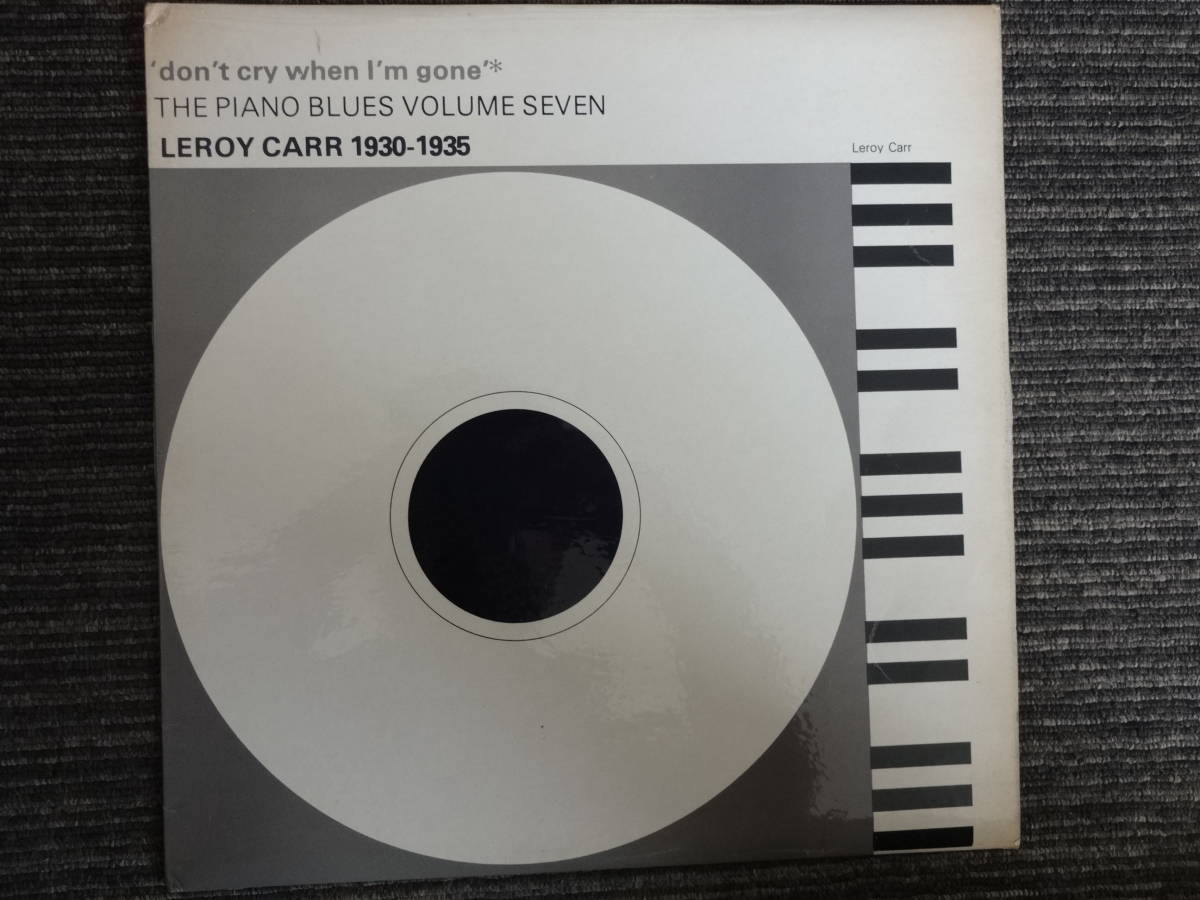 'don't cry when I'm gone'*
THE PIANO BLUES VOLUME SEVEN
LEROY CARR 1930-1935
Leroy Carr